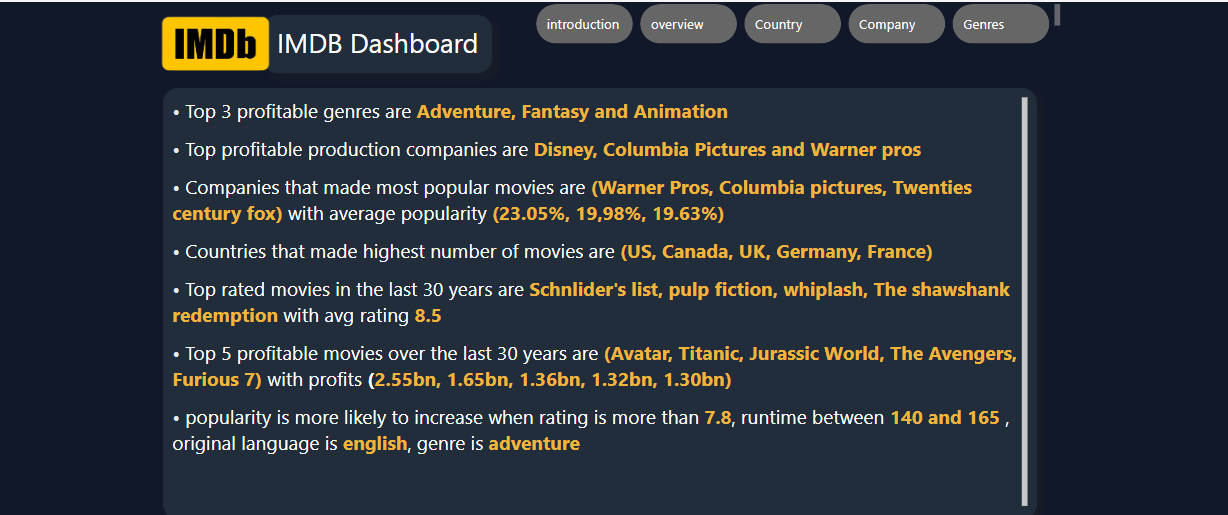 IMDb IMDB Dashboard
introduction overview Country Company Genres
• Top 3 profitable genres are Adventure, Fantasy and Animation
• Top profitable production companies are Disney, Columbia Pictures and Warner pros
• Companies that made most popular movies are (Warner Pros, Columbia pictures, Twenties
century fox) with average popularity (23.05%, 19,98%, 19.63%)
• Countries that made highest number of movies are (US, Canada, UK, Germany, France)
• Top rated movies in the last 30 years are Schnlider's list, pulp fiction, whiplash, The shawshank
redemption with avg rating 8.5
• Top 5 profitable movies over the last 30 years are (Avatar, Titanic, Jurassic World, The Avengers,
Furious 7) with profits (2.55bn, 1.65bn, 1.36bn, 1.32bn, 1.30bn)
• popularity is more likely to increase when rating is more than 7.8, runtime between 140 and 165 ,
original language is english, genre is adventure